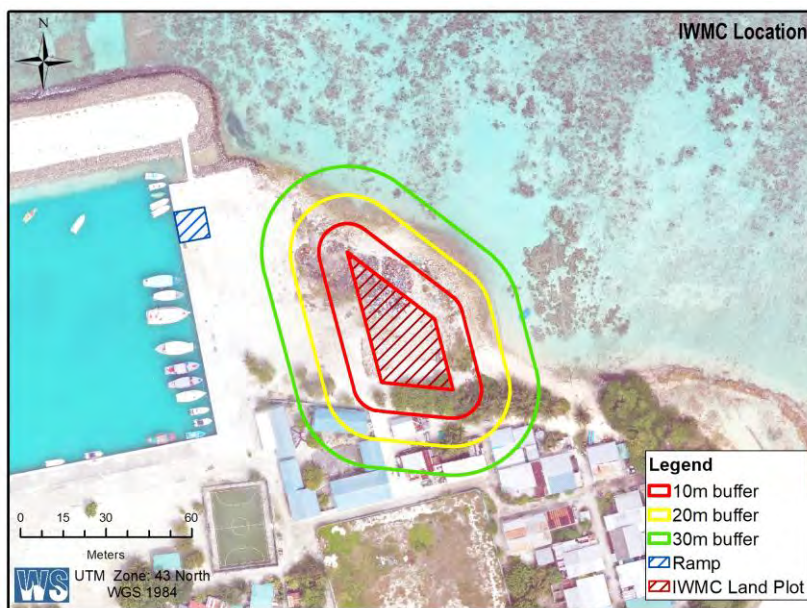 IWMC Location
N
Legend
10m buffer
20m buffer
30m buffer
Ramp
IWMC Land Plot
0 15 30 60
Meters
WS
UTM Zone: 43 North
WGS 1984